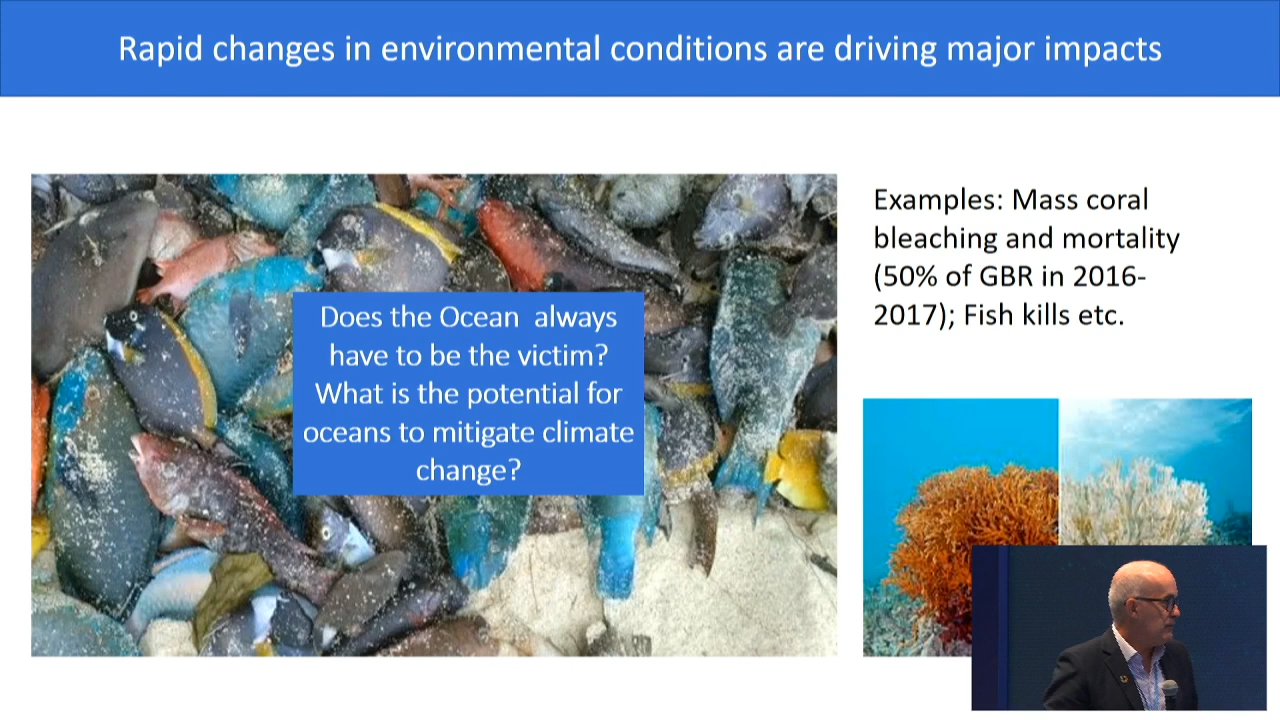 Rapid changes in environmental conditions are driving major impacts
Does the Ocean  always
have to be the victim?
What is the potential for
oceans to mitigate climate
change?
Examples: Mass coral
bleaching and mortality
(50% of GBR in 2016-
2017); Fish kills etc.